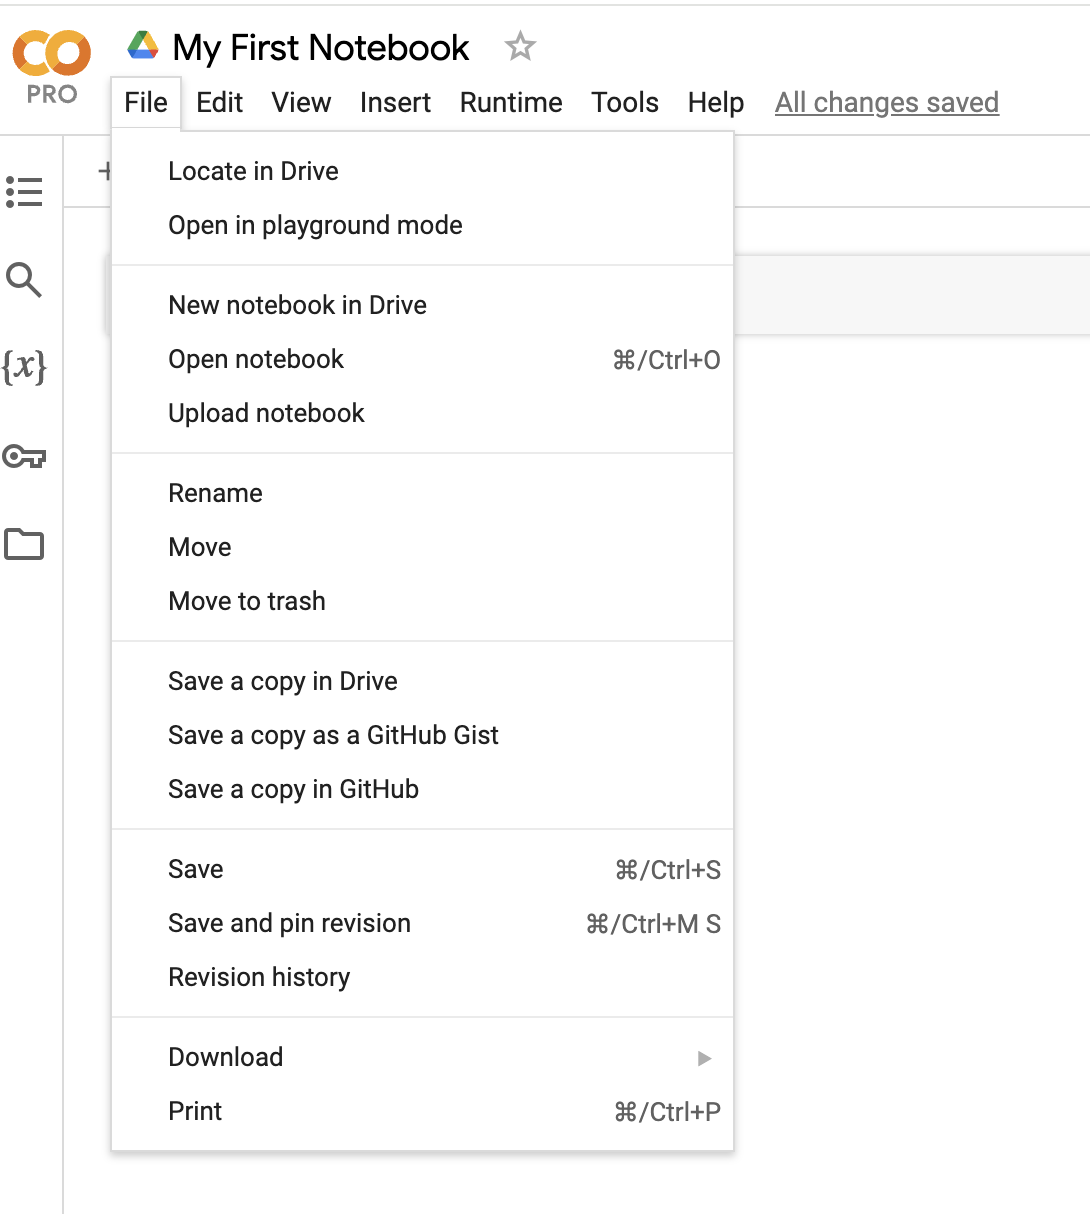 My First Notebook
PRO
File Edit View Insert Runtime Tools Help All changes saved
+
Locate in Drive
Open in playground mode
New notebook in Drive
Open notebook ⌘/Ctrl+O
Upload notebook
{x}
Rename
Move
Move to trash
Save a copy in Drive
Save a copy as a GitHub Gist
Save a copy in GitHub
Save ⌘/Ctrl+S
Save and pin revision ⌘/Ctrl+M S
Revision history
Download
Print ⌘/Ctrl+P